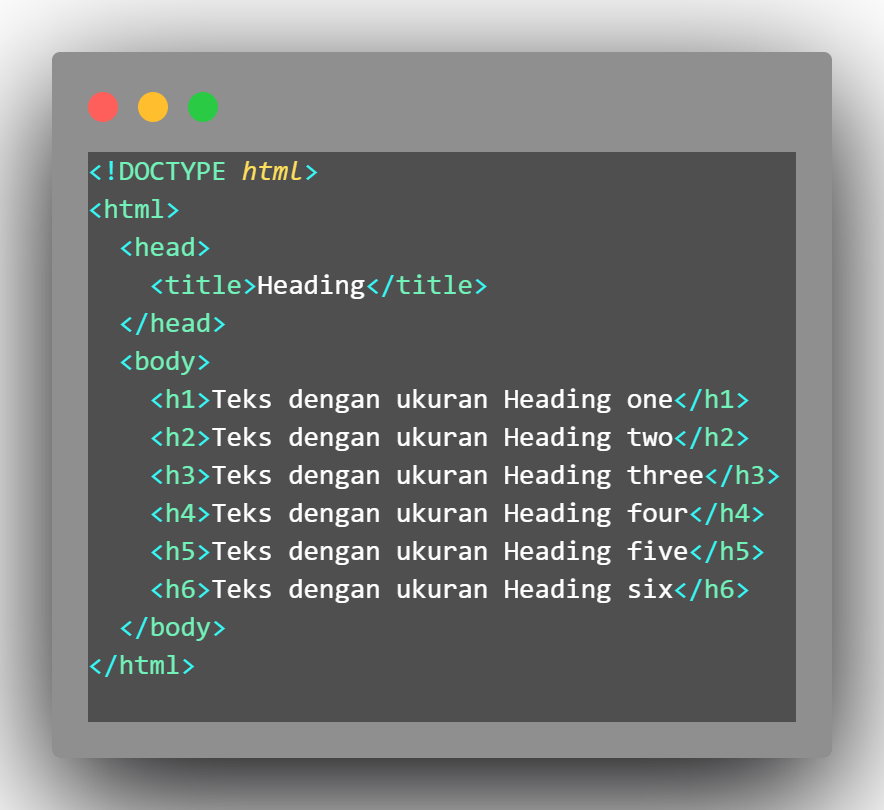 <!DOCTYPE html>
<html>
  <head>
    <title>Heading</title>
  </head>
  <body>
    <h1>Teks dengan ukuran Heading one</h1>
    <h2>Teks dengan ukuran Heading two</h2>
    <h3>Teks dengan ukuran Heading three</h3>
    <h4>Teks dengan ukuran Heading four</h4>
    <h5>Teks dengan ukuran Heading five</h5>
    <h6>Teks dengan ukuran Heading six</h6>
  </body>
</html>